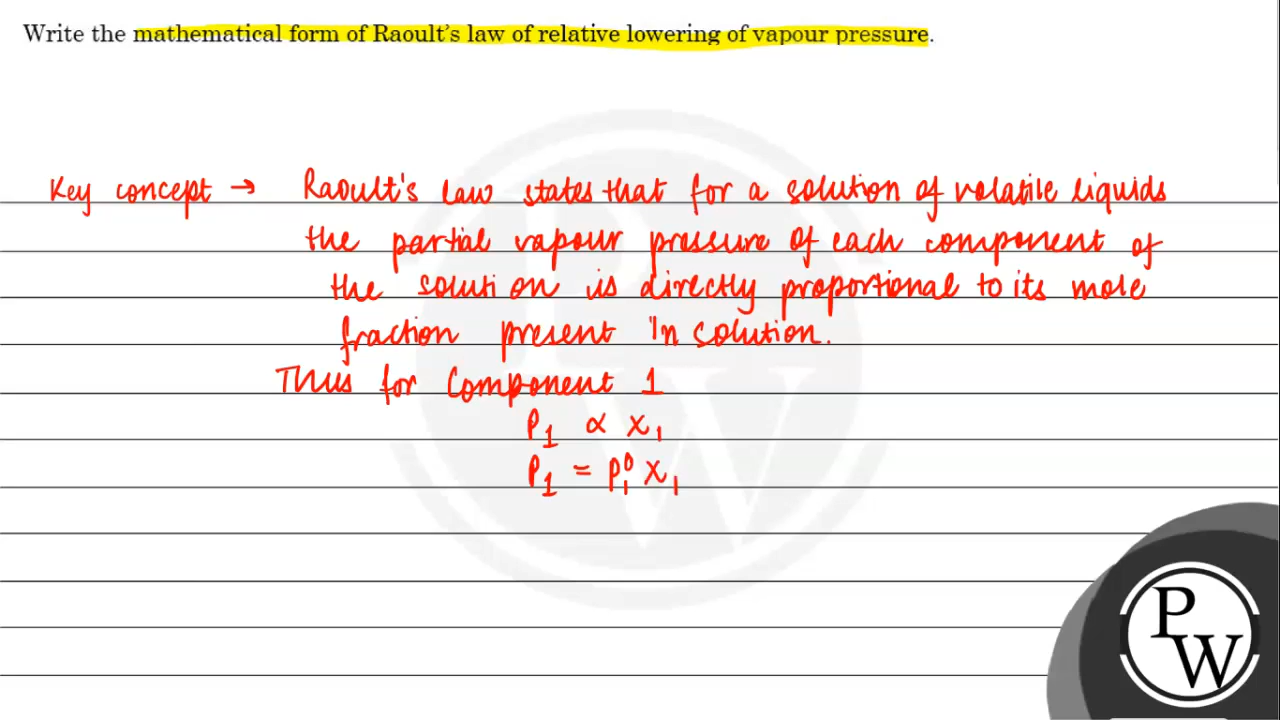 Write the mathematical form of Raoult's law of relative lowering of vapour pressure.
Key concept → Raoult's law states that for a solution of volatile liquids
the partial vapour pressure of each component of
the solution is directly proportional to its mole
fraction present in solution.
Thus for Component 1
P₁ ∝ x₁
P₁ = P₁⁰ x₁
P
W